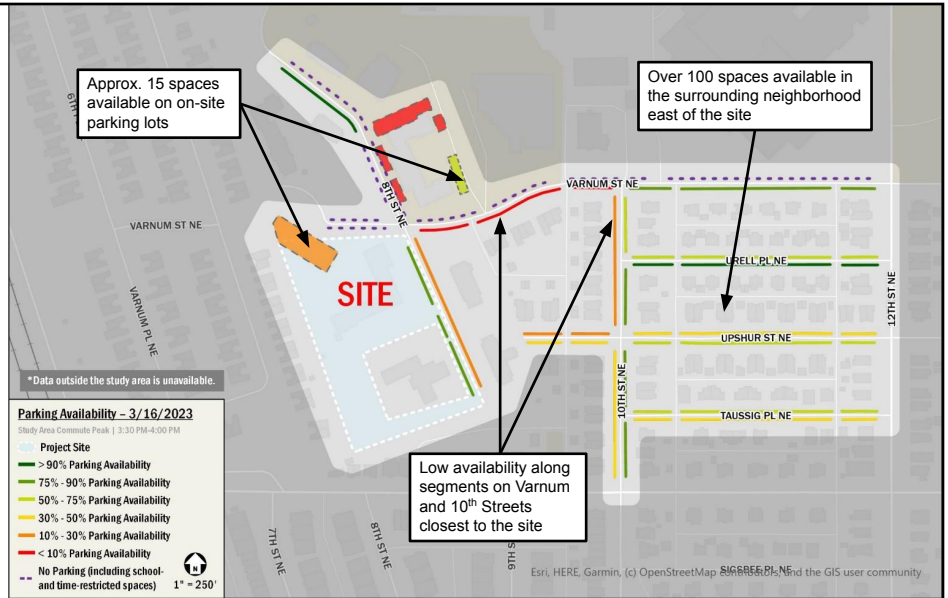 Approx. 15 spaces
available on on-site
parking lots
Over 100 spaces available in
the surrounding neighborhood
east of the site
8TH ST NE
VARNUM ST NE
VARNUM ST NE
URELL PL NE
SITE
12TH ST NE
VARNUM PL NE
UPSHUR ST NE
10TH ST NE
*Data outside the study area is unavailable.
TAUSSIG PL NE
Parking Availability – 3/16/2023
Study Area Commute Peak | 3:30 PM-4:00 PM
Project Site
> 90% Parking Availability
75% - 90% Parking Availability
50% - 75% Parking Availability
30% - 50% Parking Availability
10% - 30% Parking Availability
< 10% Parking Availability
No Parking (including school-
and time-restricted spaces)
N
1" = 250'
Low availability along
segments on Varnum
and 10th Streets
closest to the site
7TH ST NE
8TH ST NE
9TH S
SIGSBEE PL NE
Esri, HERE, Garmin, (c) OpenStreetMap contributors, and the GIS user community